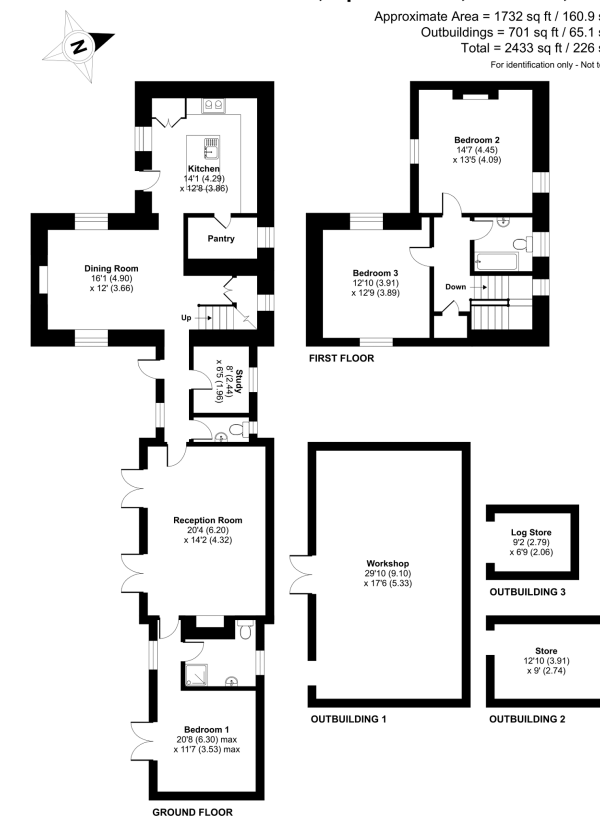 Approximate Area = 1732 sq ft / 160.9 s
Outbuildings = 701 sq ft / 65.1 s
Total = 2433 sq ft / 226 s
For identification only - Not t
N
Kitchen
14'1 (4.29)
x 12'8 (3.86)
Pantry
Dining Room
16'1 (4.90)
x 12' (3.66)
Up
Study
8' (2.44)
x 6'5 (1.96)
Reception Room
20'4 (6.20)
x 14'2 (4.32)
Bedroom 1
20'8 (6.30) max
x 11'7 (3.53) max
GROUND FLOOR
Bedroom 2
14'7 (4.45)
x 13'5 (4.09)
Bedroom 3
12'10 (3.91)
x 12'9 (3.89)
Down
FIRST FLOOR
Workshop
29'10 (9.10)
x 17'6 (5.33)
OUTBUILDING 1
Log Store
9'2 (2.79)
x 6'9 (2.06)
OUTBUILDING 3
Store
12'10 (3.91)
x 9' (2.74)
OUTBUILDING 2